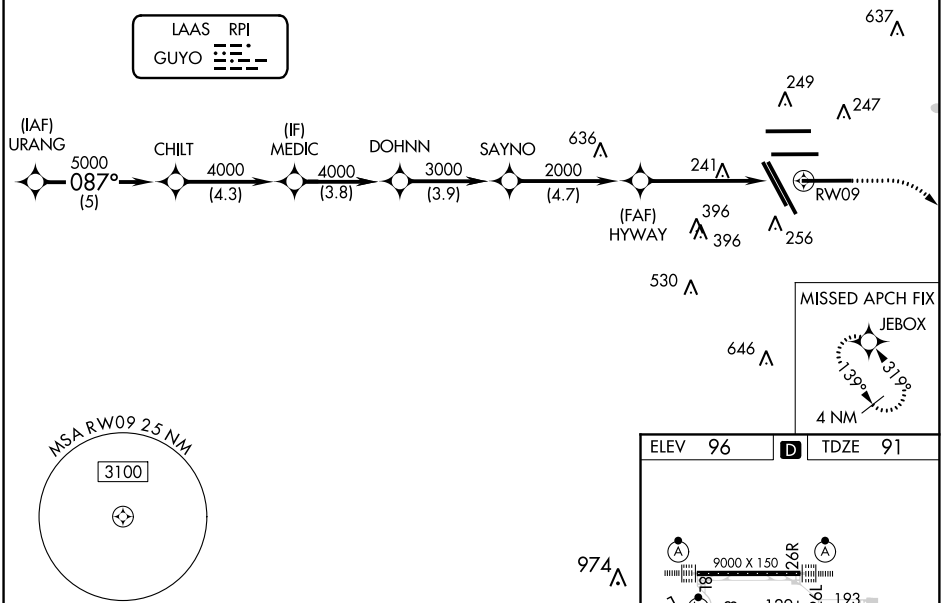 LAAS RPI
GUYO
637
249
247
(IAF)
URANG
5000
087°
(5)
CHILT
4000
(4.3)
(IF)
MEDIC
4000
(3.8)
DOHNN
3000
(3.9)
SAYNO
2000
(4.7)
636
(FAF)
HYWAY
241
396
396
256
RW09
530
646
MISSED APCH FIX
JEBOX
139°
319°
4 NM
MSA RW09 25 NM
3100
ELEV 96
D
TDZE 91
A
A
9000 X 150
26R
974
193